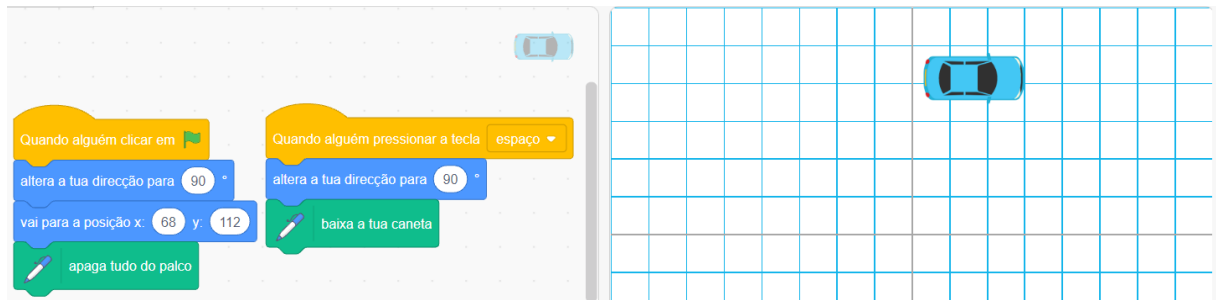 Quando alguém clicar em
altera a tua direcção para 90 °
vai para a posição x: 68 y: 112
apaga tudo do palco
Quando alguém pressionar a tecla espaço
altera a tua direcção para 90 °
baixa a tua caneta